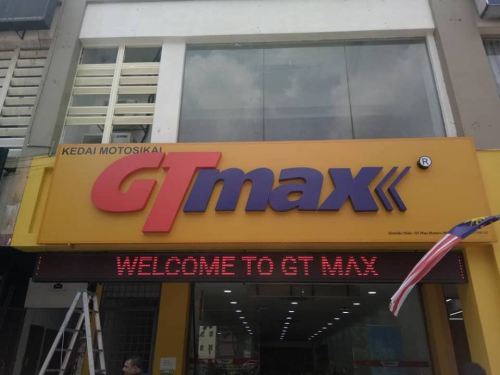 KEDAI MOTOSIKAL
GTmax ®
WELCOME TO GT MAX